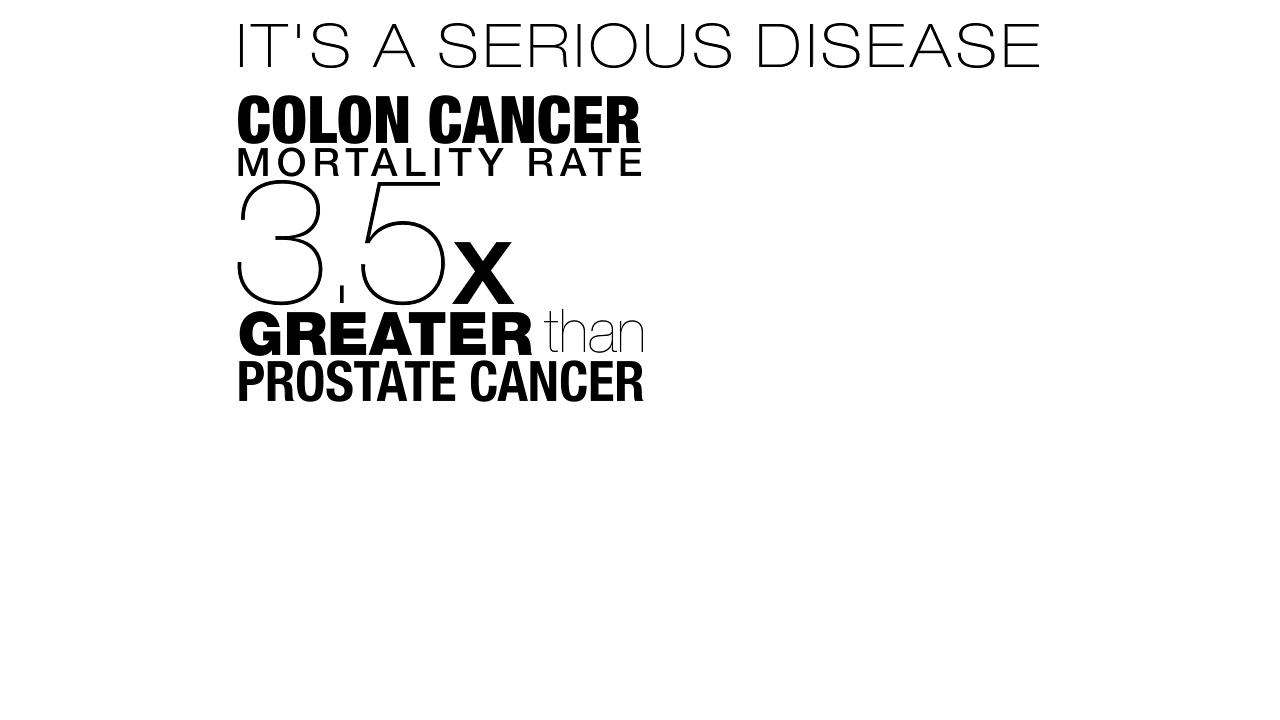 IT'S A SERIOUS DISEASE
COLON CANCER
MORTALITY RATE
3.5x
GREATER than
PROSTATE CANCER